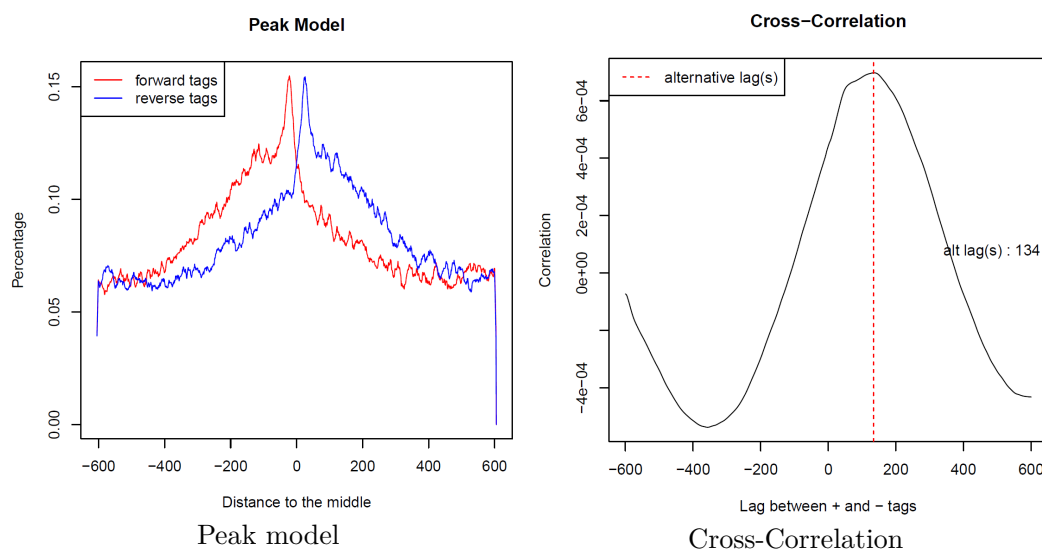 Peak Model
forward tags
reverse tags
Percentage
0.00
0.05
0.10
0.15
−600
−400
−200
0
200
400
600
Distance to the middle
Peak model
Cross−Correlation
alternative lag(s)
alt lag(s) : 134
Correlation
−4e−04
0e+00
2e−04
4e−04
6e−04
−600
−400
−200
0
200
400
600
Lag between + and − tags
Cross-Correlation